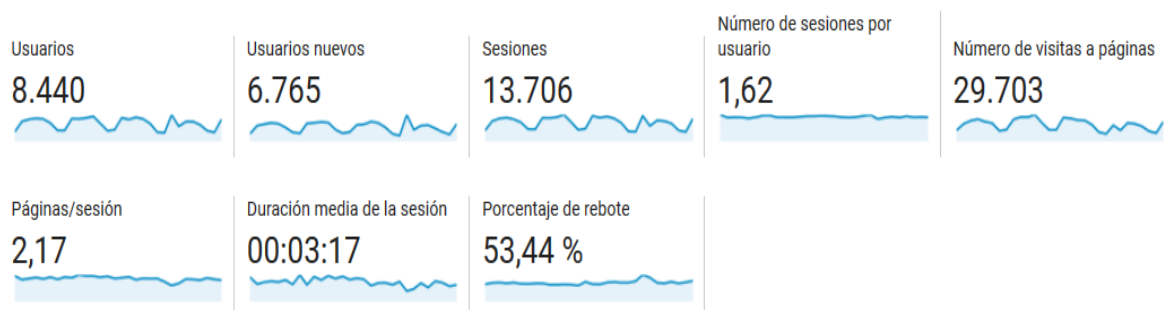 Usuarios
8.440
Usuarios nuevos
6.765
Sesiones
13.706
Número de sesiones por
usuario
1,62
Número de visitas a páginas
29.703
Páginas/sesión
2,17
Duración media de la sesión
00:03:17
Porcentaje de rebote
53,44 %